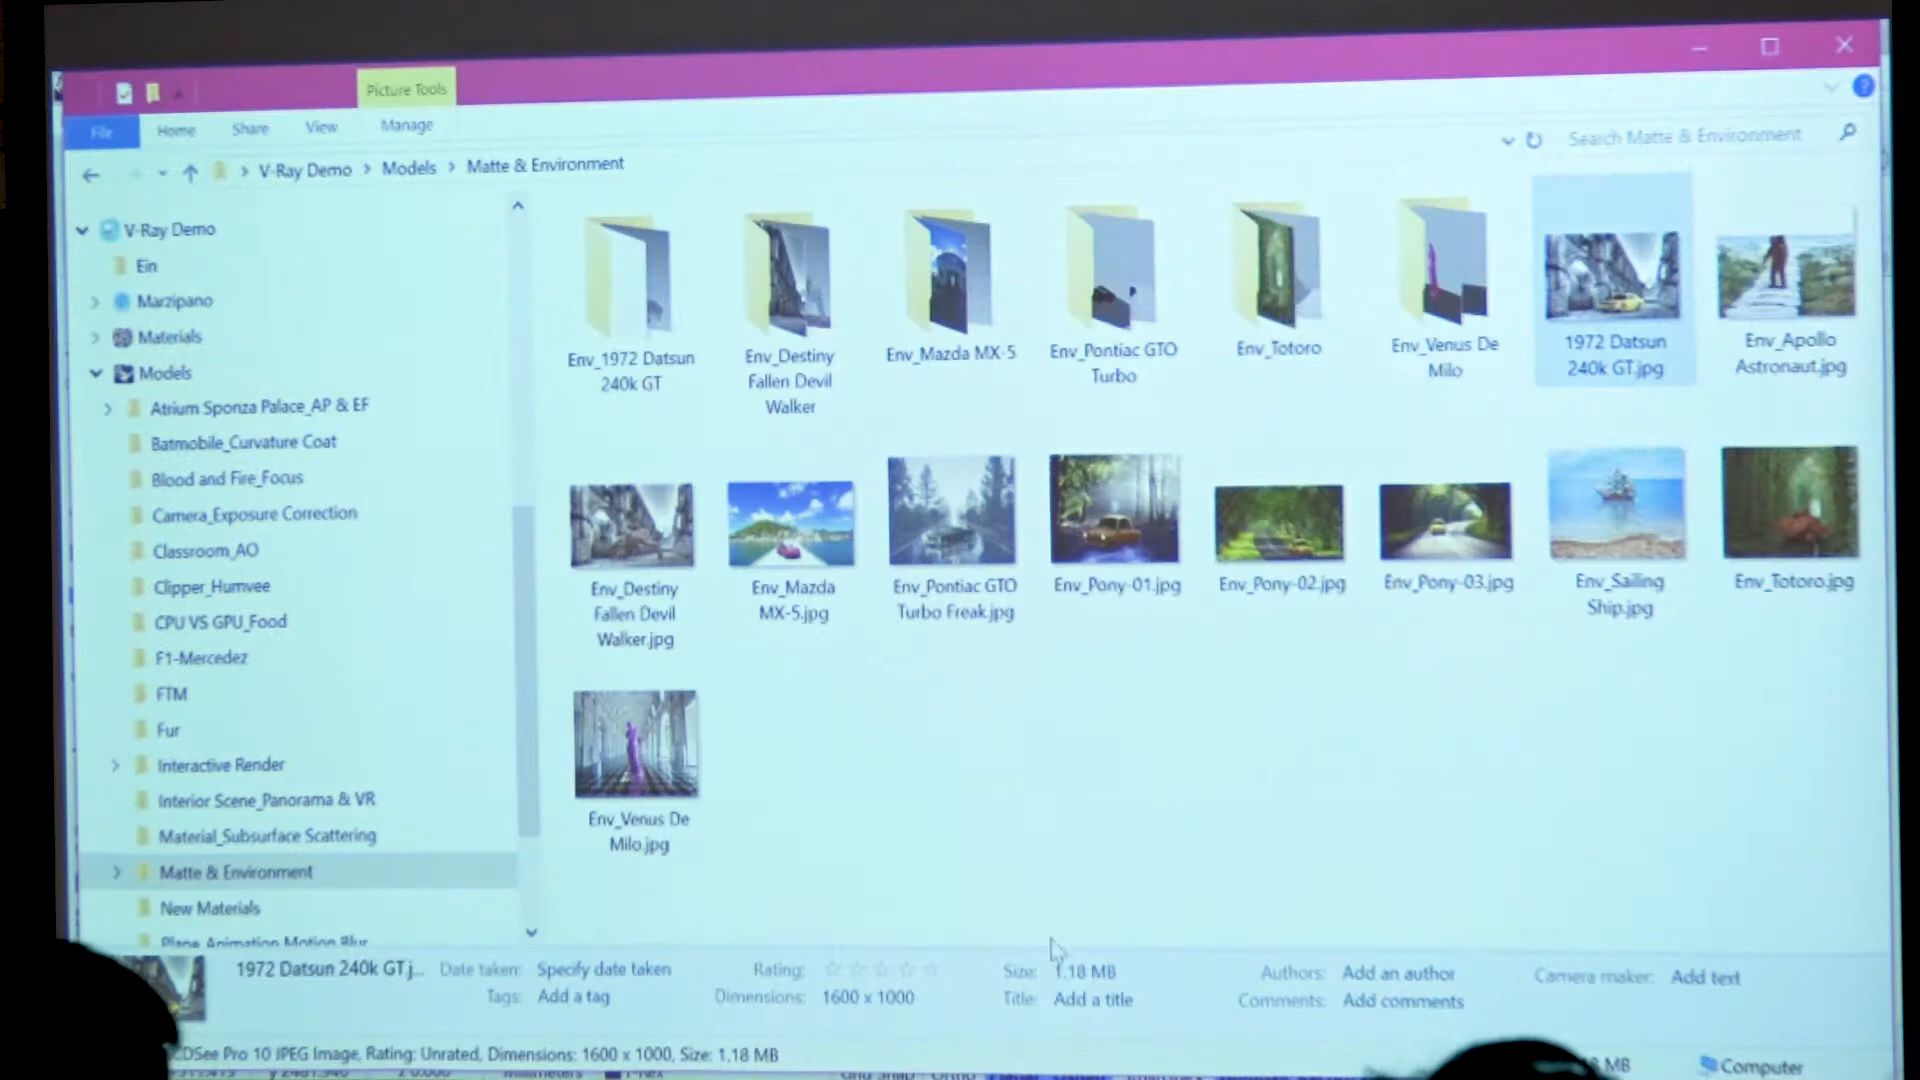 Picture Tools
File
Home
Share
View
Manage
V-Ray Demo > Models > Matte & Environment
Search Matte & Environment
V-Ray Demo
Ein
Marzipano
Materials
Models
Atrium Sponza Palace_AP & EF
Batmobile_Curvature Coat
Blood and Fire_Focus
Camera_Exposure Correction
Classroom_AO
Clipper_Humvee
CPU VS GPU_Food
F1-Mercedez
FTM
Fur
Interactive Render
Interior Scene_Panorama & VR
Material_Subsurface Scattering
Matte & Environment
New Materials
Plane_Animation Motion Blur
Env_1972 Datsun
240k GT
Env_Destiny
Fallen Devil
Walker
Env_Mazda MX-5
Env_Pontiac GTO
Turbo
Env_Totoro
Env_Venus De
Milo
1972 Datsun
240k GT.jpg
Env_Apollo
Astronaut.jpg
Env_Destiny
Fallen Devil
Walker.jpg
Env_Mazda
MX-5.jpg
Env_Pontiac GTO
Turbo Freak.jpg
Env_Pony-01.jpg
Env_Pony-02.jpg
Env_Pony-03.jpg
Env_Sailing
Ship.jpg
Env_Totoro.jpg
Env_Venus De
Milo.jpg
1972 Datsun 240k GT.j...
Date taken: Specify date taken
Tags: Add a tag
Rating:
Dimensions: 1600 x 1000
Size: 1.18 MB
Title: Add a title
Authors: Add an author
Comments: Add comments
Camera maker: Add text
CDSee Pro 10 JPEG Image, Rating: Unrated, Dimensions: 1600 x 1000, Size: 1.18 MB
MB
Computer